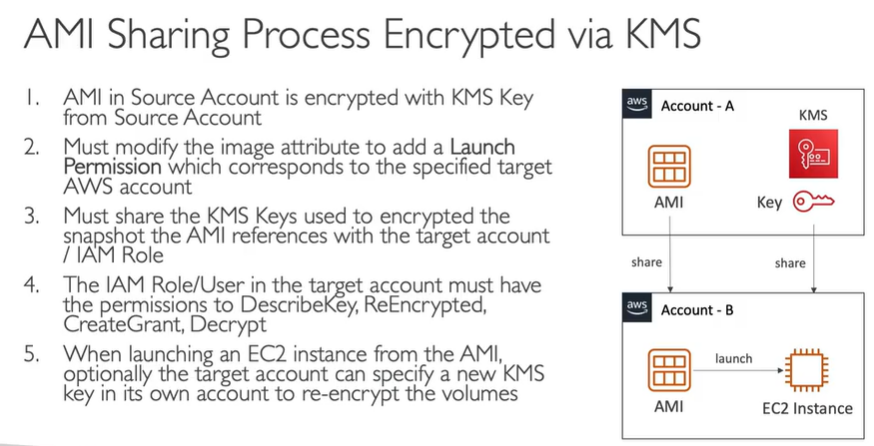 AMI Sharing Process Encrypted via KMS
1. AMI in Source Account is encrypted with KMS Key
from Source Account
2. Must modify the image attribute to add a Launch
Permission which corresponds to the specified target
AWS account
3. Must share the KMS Keys used to encrypted the
snapshot the AMI references with the target account
/ IAM Role
4. The IAM Role/User in the target account must have
the permissions to DescribeKey, ReEncrypted,
CreateGrant, Decrypt
5. When launching an EC2 instance from the AMI,
optionally the target account can specify a new KMS
key in its own account to re-encrypt the volumes
aws
Account - A
KMS
AMI
Key
share
share
aws
Account - B
launch
AMI
EC2 Instance